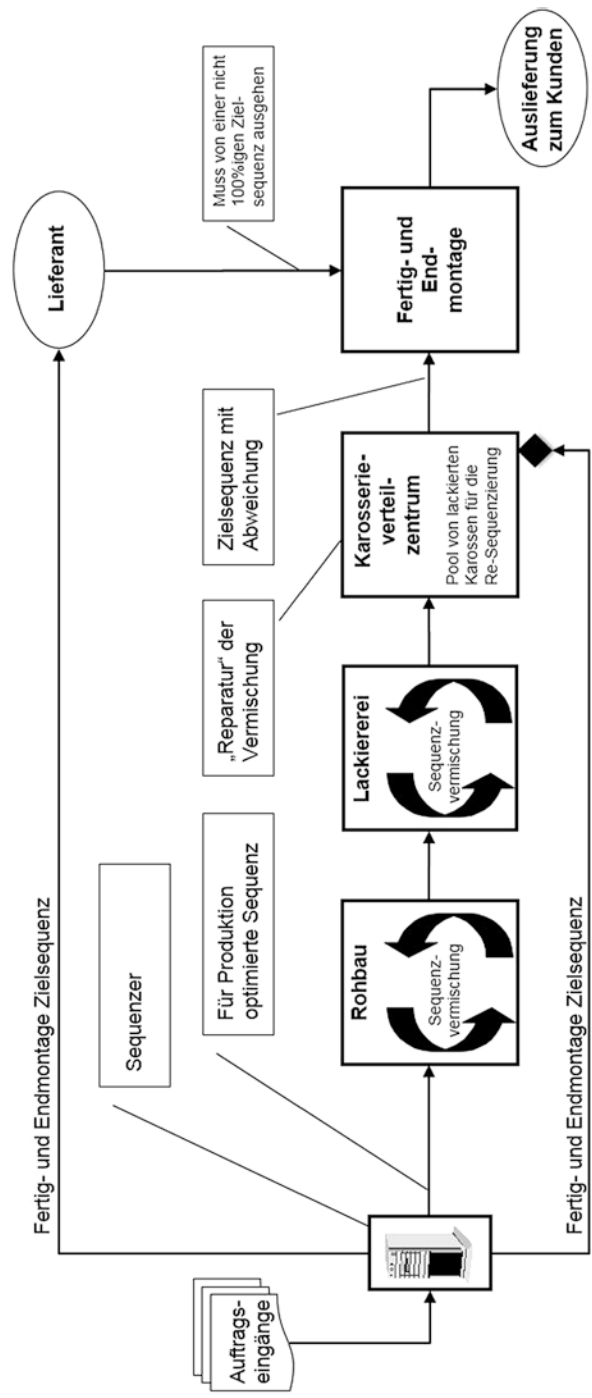 Fertig- und Endmontage Zielsequenz
Lieferant
Sequenzer
Muss von einer nicht
100%igen Ziel-
sequenz ausgehen
Auftrags-
eingänge
Für Produktion
optimierte Sequenz
„Reparatur“ der
Vermischung
Zielsequenz mit
Abweichung
Rohbau
Sequenz-
vermischung
Lackiererei
Sequenz-
vermischung
Karosserie-
verteil-
zentrum
Pool von lackierten
Karossen für die
Re-Sequenzierung
Fertig- und
End-
montage
Auslieferung
zum Kunden
Fertig- und Endmontage Zielsequenz